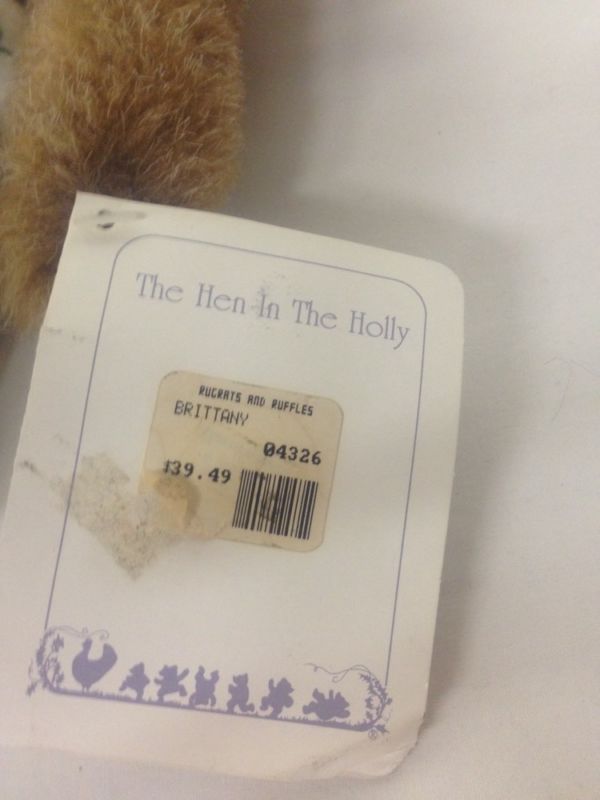 The Hen In The Holly
RUGRATS AND RUFFLES
BRITTANY
04326
$39.49